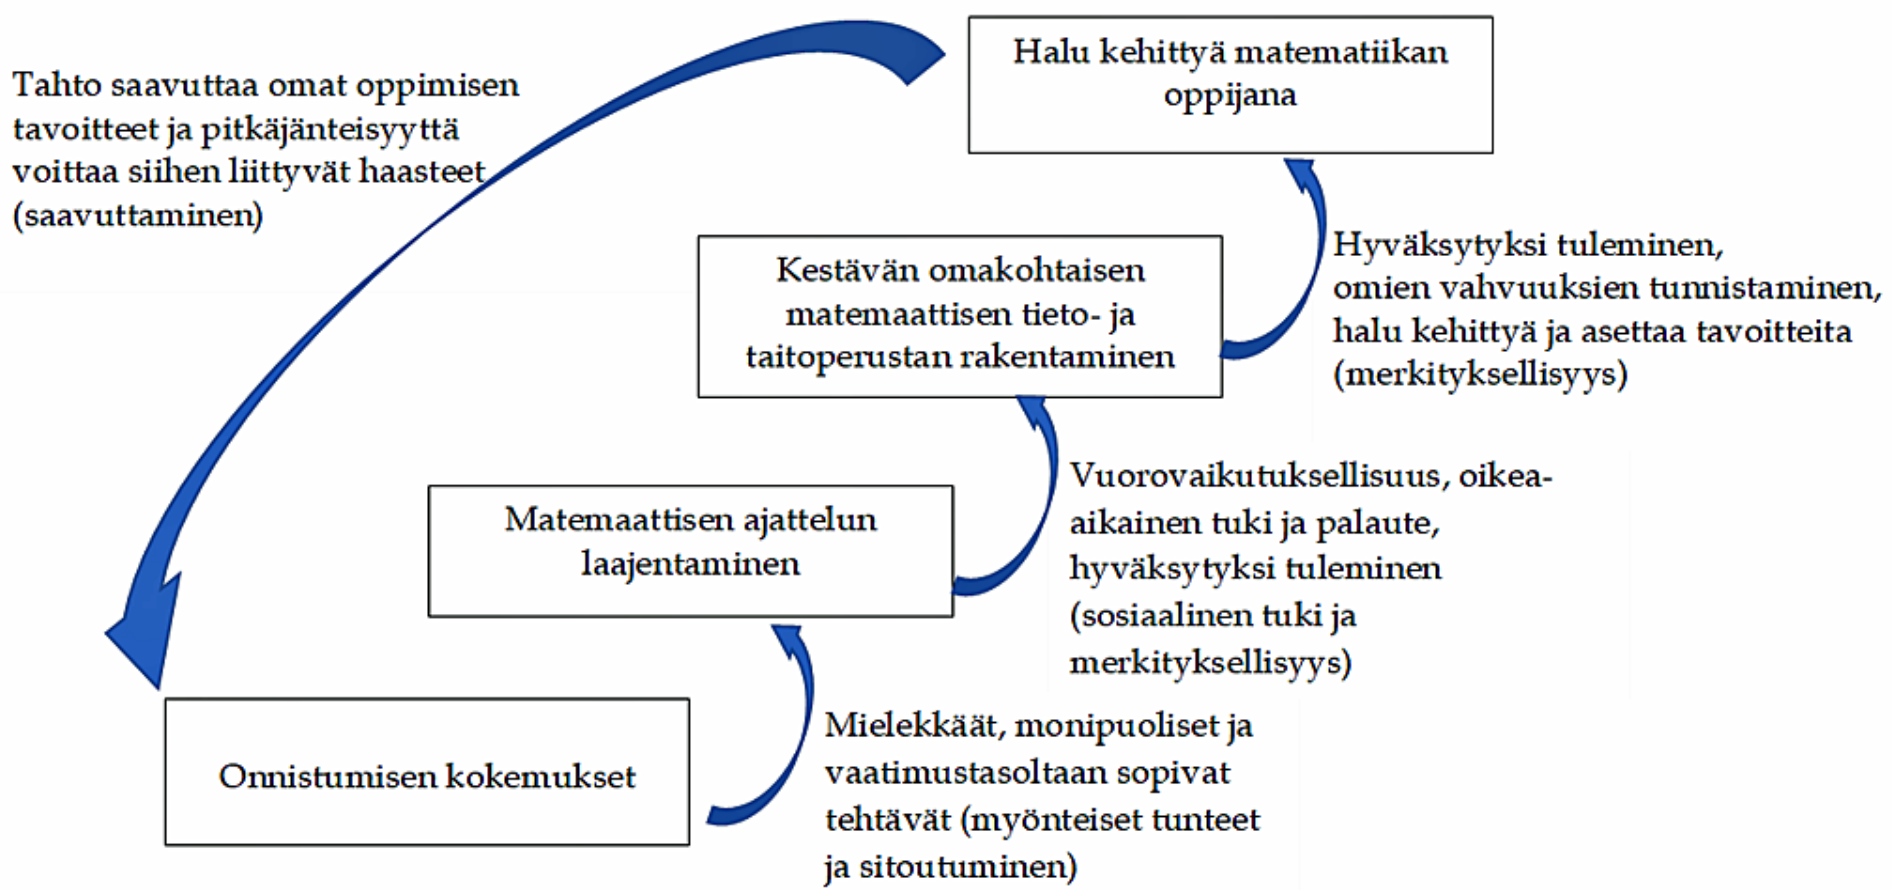 Halu kehittyä matematiikan
oppijana
Tahto saavuttaa omat oppimisen
tavoitteet ja pitkäjänteisyyttä
voittaa siihen liittyvät haasteet
(saavuttaminen)
Hyväksytyksi tuleminen,
omien vahvuuksien tunnistaminen,
halu kehittyä ja asettaa tavoitteita
(merkityksellisyys)
Kestävän omakohtaisen
matemaattisen tieto- ja
taitoperustan rakentaminen
Vuorovaikutuksellisuus, oikea-
aikainen tuki ja palaute,
hyväksytyksi tuleminen
(sosiaalinen tuki ja
merkityksellisyys)
Matemaattisen ajattelun
laajentaminen
Mielekkäät, monipuoliset ja
vaatimustasoltaan sopivat
tehtävät (myönteiset tunteet
ja sitoutuminen)
Onnistumisen kokemukset